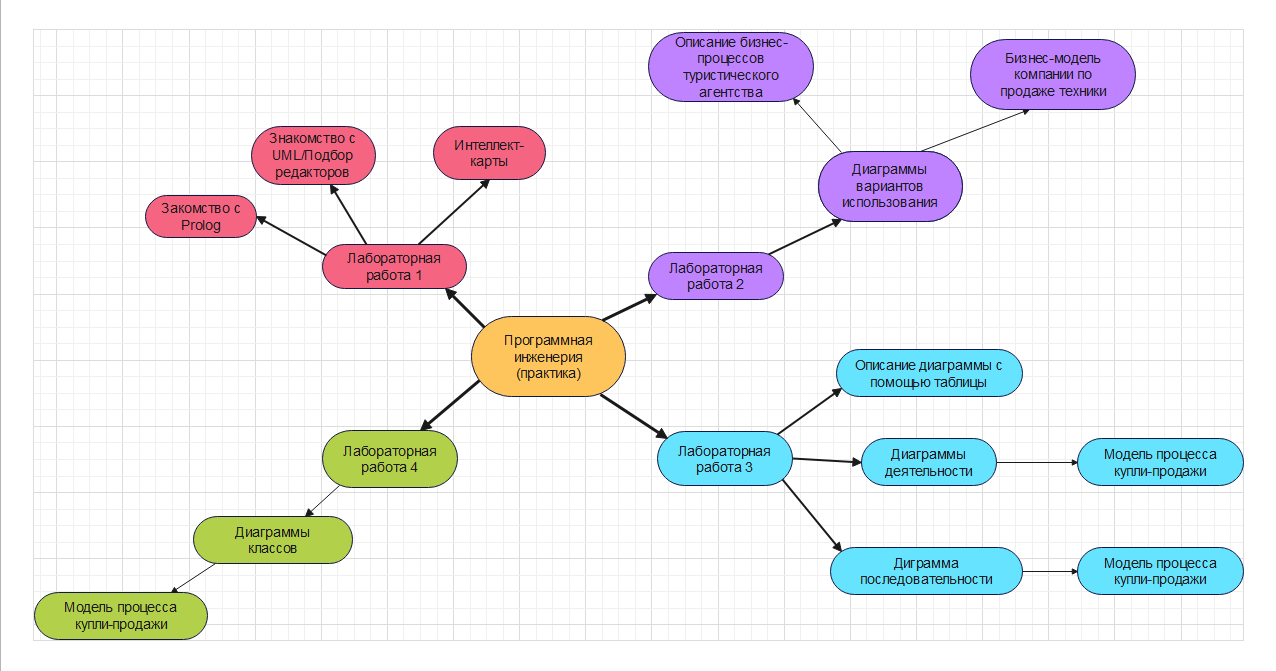 Описание бизнес-
процессов
туристического
агентства
Бизнес-модель
компании по
продаже техники
Знакомство с
UML/Подбор
редакторов
Интеллект-
карты
Закомство с
Prolog
Диаграммы
вариантов
использования
Лабораторная
работа 1
Лабораторная
работа 2
Программная
инженерия
(практика)
Описание диаграммы с
помощью таблицы
Лабораторная
работа 4
Лабораторная
работа 3
Диаграммы
деятельности
Модель процесса
купли-продажи
Диаграммы
классов
Диграмма
последовательности
Модель процесса
купли-продажи
Модель процесса
купли-продажи